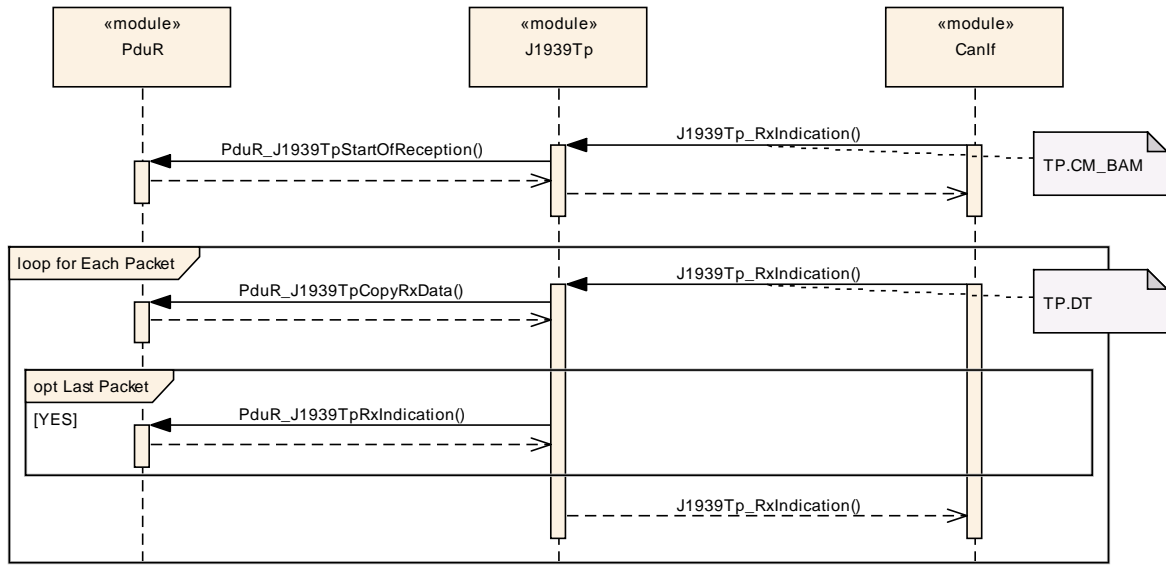 «module»
PduR
«module»
J1939Tp
«module»
CanIf
J1939Tp_RxIndication()
PduR_J1939TpStartOfReception()
TP.CM_BAM
loop for Each Packet
J1939Tp_RxIndication()
PduR_J1939TpCopyRxData()
TP.DT
opt Last Packet
[YES]
PduR_J1939TpRxIndication()
J1939Tp_RxIndication()